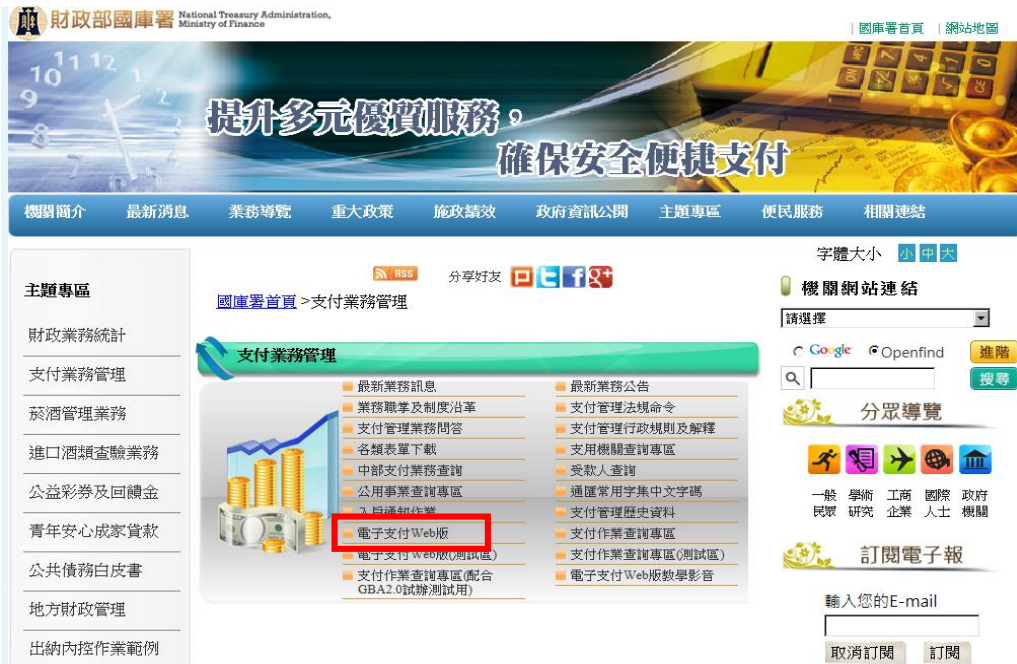 財政部國庫署 National Treasury Administration, Ministry of Finance
|國庫署首頁 |網站地圖
提升多元優質服務，
確保安全便捷支付
機關簡介 最新消息 業務導覽 重大政策 施政績效 政府資訊公開 主題專區 便民服務 相關連結
字體大小 小 中 大
RSS 分享好友
國庫署首頁 >支付業務管理
主題專區
財政業務統計
支付業務管理
菸酒管理業務
進口酒類查驗業務
公益彩券及回饋金
青年安心成家貸款
公共債務白皮書
地方財政管理
出納內控作業範例
支付業務管理
最新業務訊息 最新業務公告
業務職掌及制度沿革 支付管理法規命令
支付管理業務問答 支付管理行政規則及解釋
各類表單下載 支用機關查詢專區
中部支付業務查詢 受款人查詢
公用事業查詢專區 通匯常用字集中文字碼
入戶通知作業 支付管理歷史資料
電子支付Web版 支付作業查詢專區
電子支付Web版(測試區) 支付作業查詢專區(測試區)
支付作業查詢專區(配合 電子支付Web版教學影音
GBA2.0試辦測試用)
機關網站連結
請選擇
Google Openfind 進階
搜尋
分眾導覽
一般 學術 工商 國際 政府
民眾 研究 企業 人士 機關
訂閱電子報
輸入您的E-mail
取消訂閱 訂閱